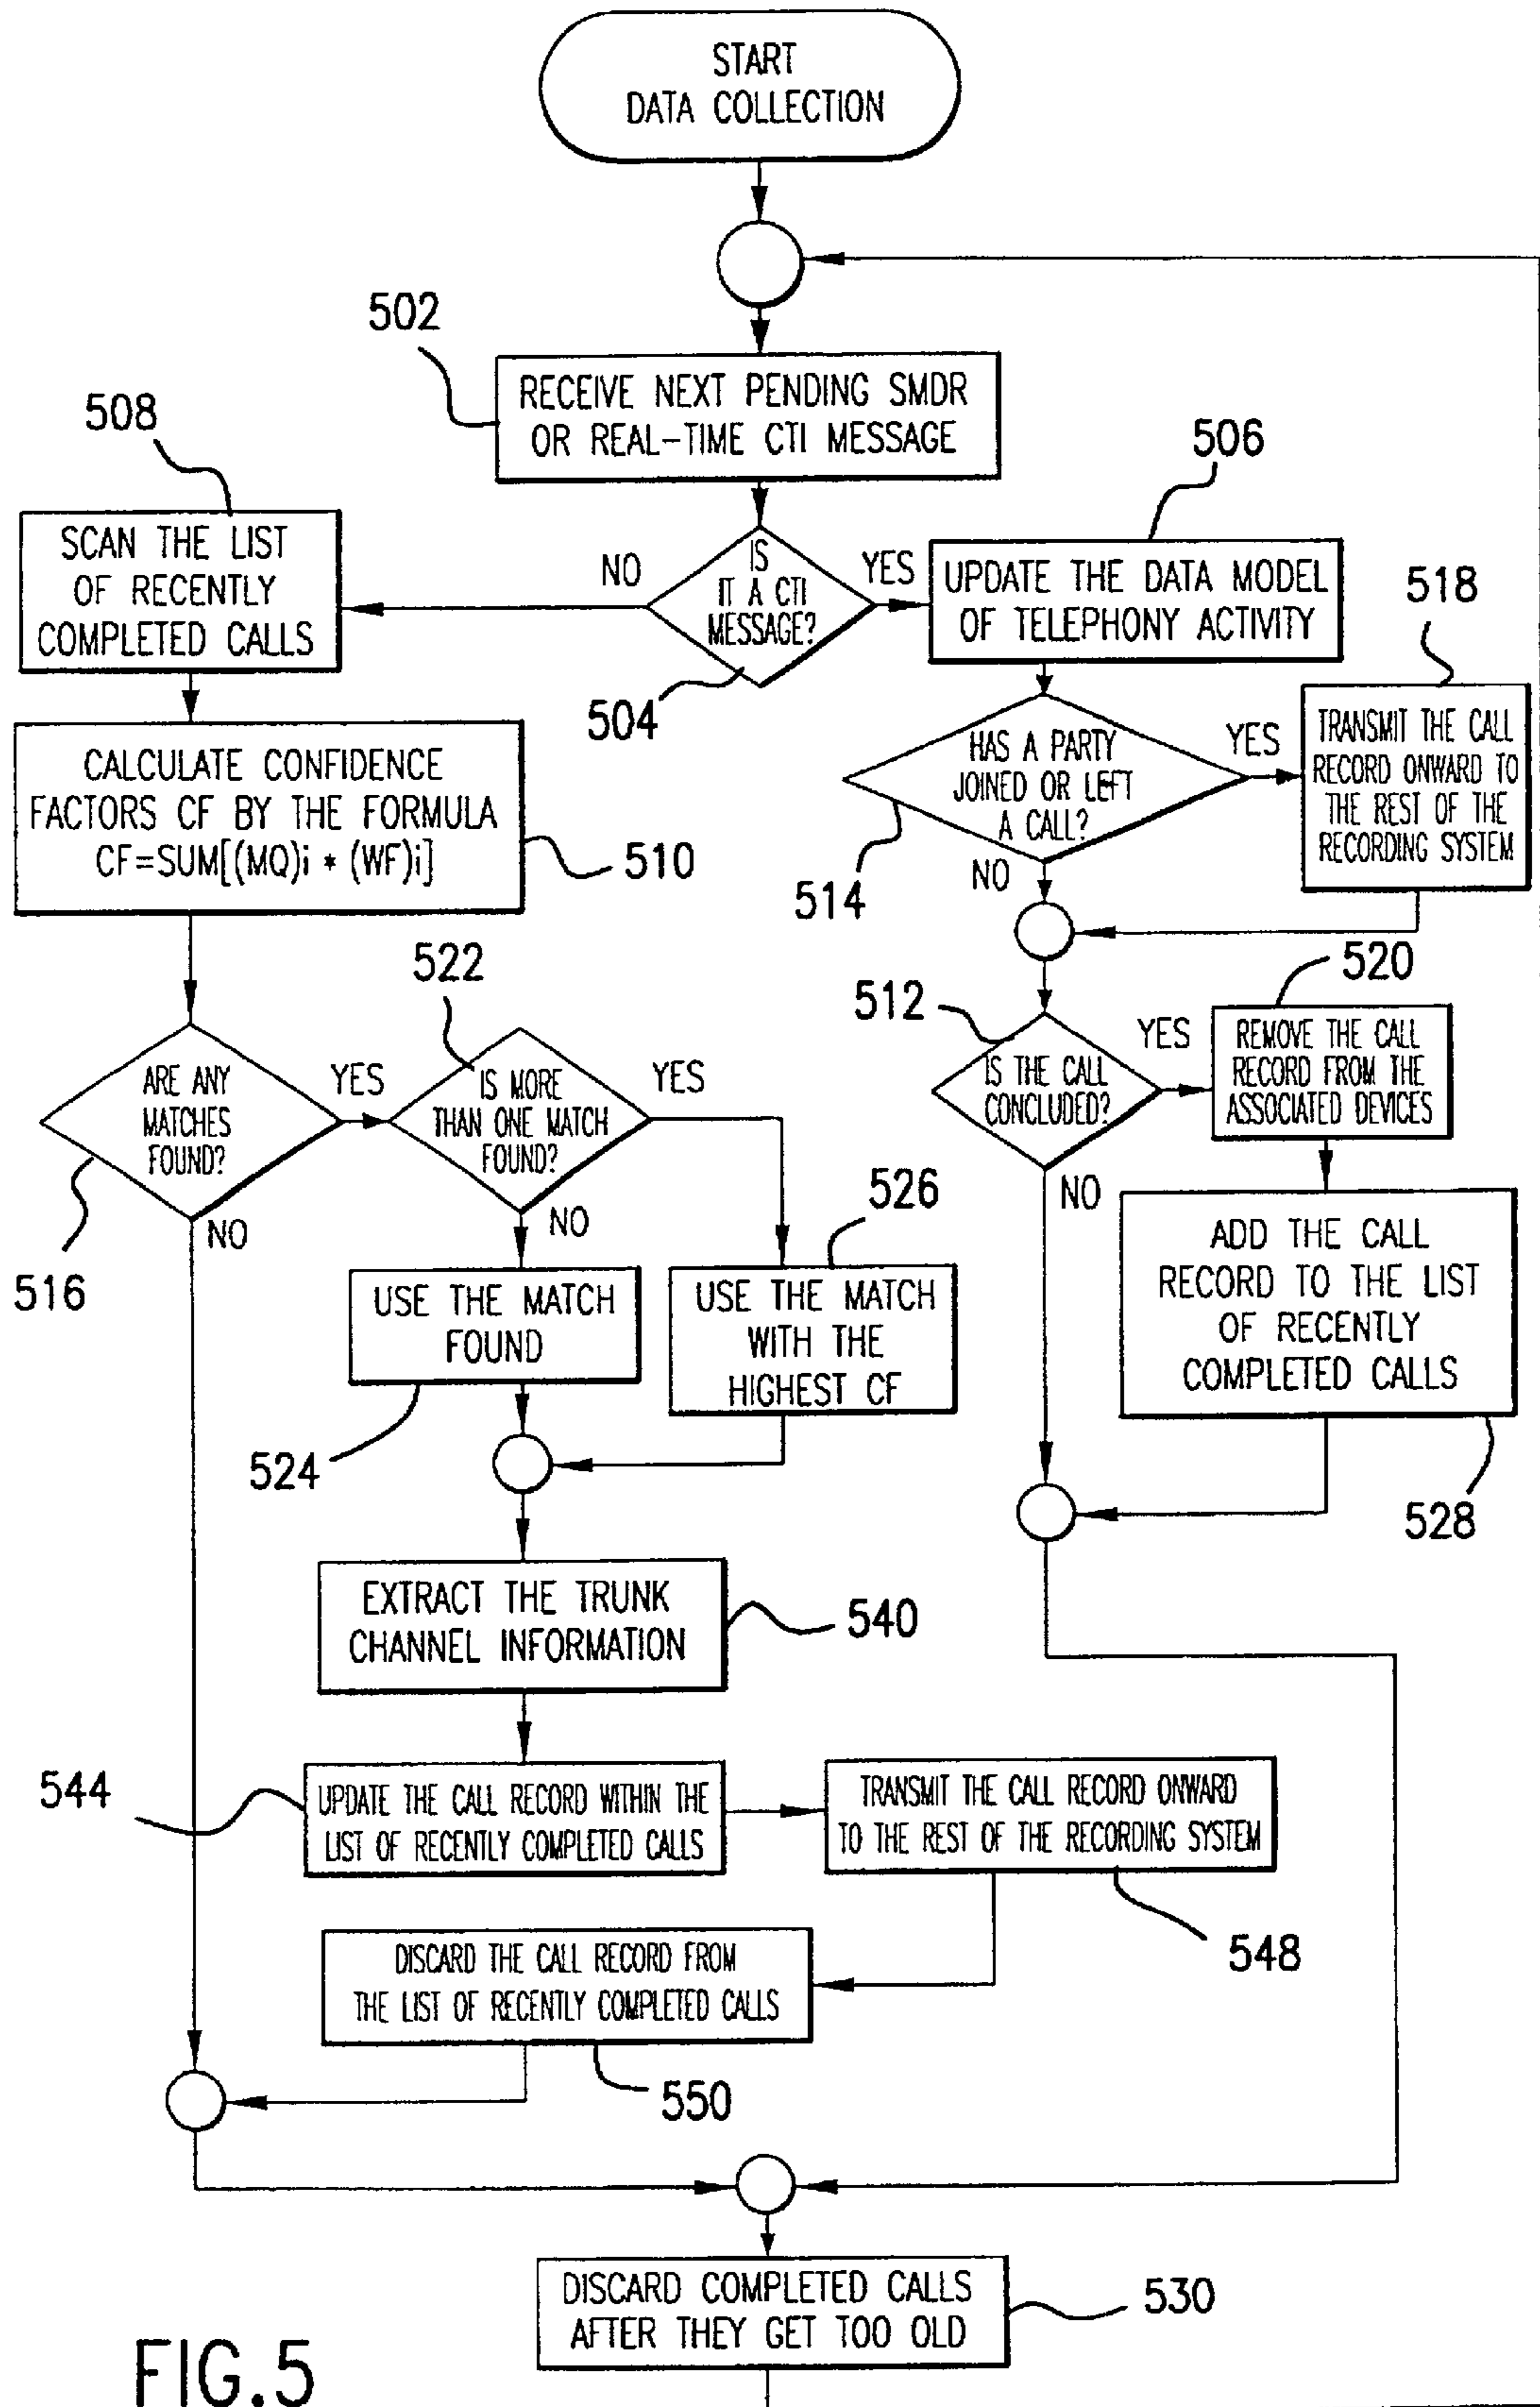 START
DATA COLLECTION
502
RECEIVE NEXT PENDING SMDR
OR REAL-TIME CTI MESSAGE
508
SCAN THE LIST
OF RECENTLY
COMPLETED CALLS
NO
IS
IT A CTI
MESSAGE?
504
YES
506
UPDATE THE DATA MODEL
OF TELEPHONY ACTIVITY
518
TRANSMIT THE CALL
RECORD ONWARD TO
THE REST OF THE
RECORDING SYSTEM
CALCULATE CONFIDENCE
FACTORS CF BY THE FORMULA
CF=SUM[(MQ)i * (WF)i]
510
HAS A PARTY
JOINED OR LEFT
A CALL?
YES
514
NO
522
512
520
ARE ANY
MATCHES
FOUND?
YES
516
NO
IS MORE
THAN ONE MATCH
FOUND?
YES
NO
IS THE CALL
CONCLUDED?
YES
NO
REMOVE THE CALL
RECORD FROM THE
ASSOCIATED DEVICES
526
USE THE MATCH
FOUND
524
USE THE MATCH
WITH THE
HIGHEST CF
ADD THE CALL
RECORD TO THE LIST
OF RECENTLY
COMPLETED CALLS
528
EXTRACT THE TRUNK
CHANNEL INFORMATION
540
544
UPDATE THE CALL RECORD WITHIN THE
LIST OF RECENTLY COMPLETED CALLS
TRANSMIT THE CALL RECORD ONWARD
TO THE REST OF THE RECORDING SYSTEM
548
DISCARD THE CALL RECORD FROM
THE LIST OF RECENTLY COMPLETED CALLS
550
DISCARD COMPLETED CALLS
AFTER THEY GET TOO OLD
530
FIG.5